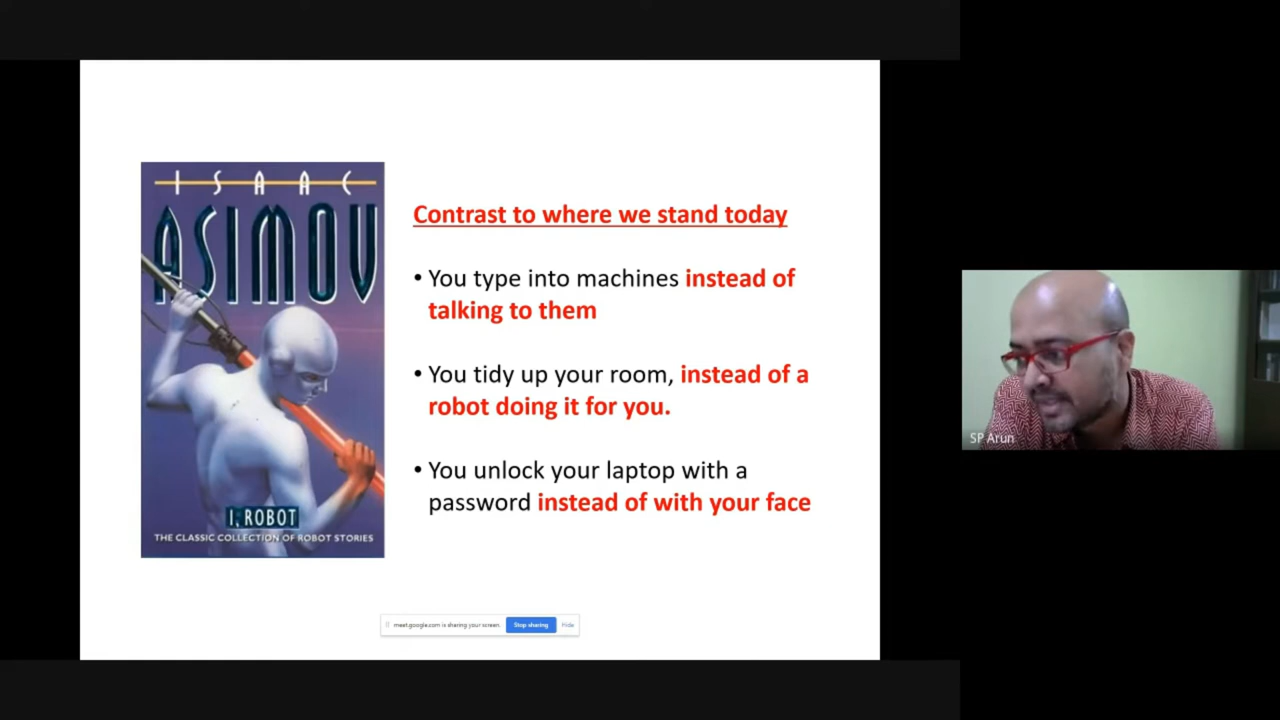 ISAAC
ASIMOV
I, ROBOT
THE CLASSIC COLLECTION OF ROBOT STORIES
Contrast to where we stand today
• You type into machines instead of
talking to them
• You tidy up your room, instead of a
robot doing it for you.
• You unlock your laptop with a
password instead of with your face
meet.google.com is sharing your screen.
Stop sharing
Hide
SP Arun